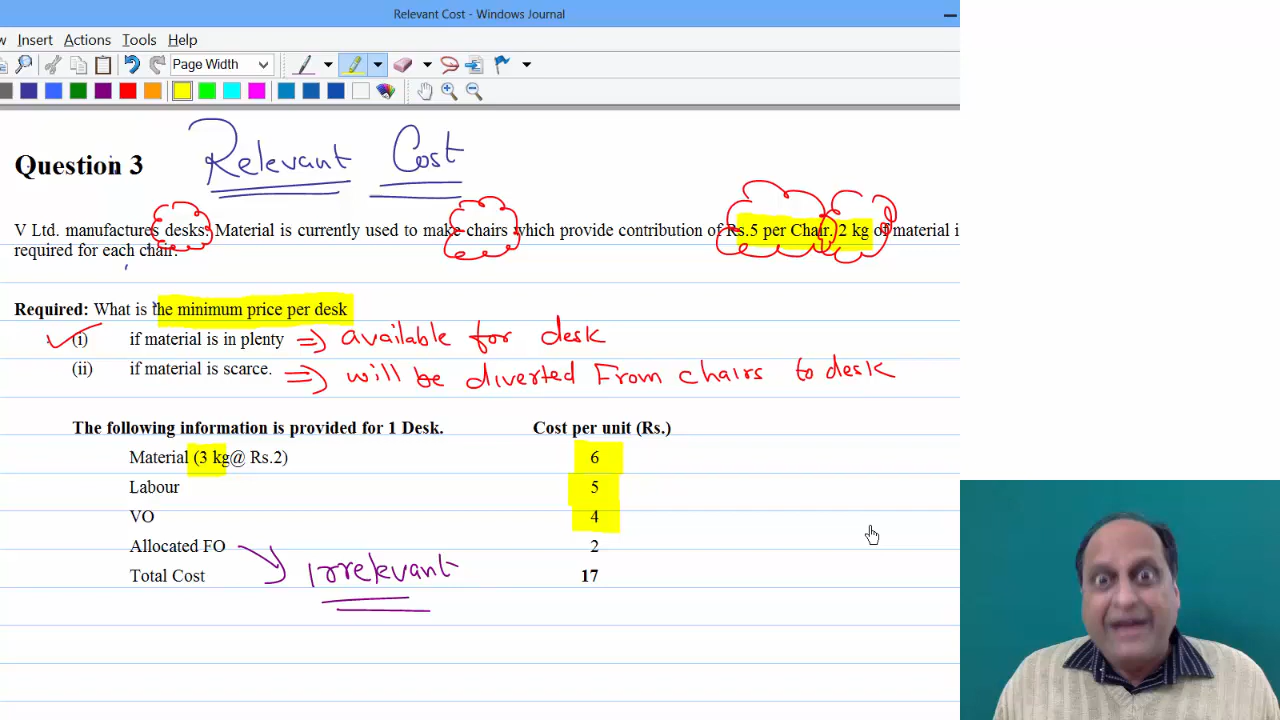 Relevant Cost - Windows Journal
Insert Actions Tools Help
Page Width
Question 3 Relevant Cost
V Ltd. manufactures desks. Material is currently used to make chairs which provide contribution of Rs.5 per Chair. 2 kg of material i
required for each chair.
Required: What is the minimum price per desk
(i) if material is in plenty ⇒ available for desk
(ii) if material is scarce. ⇒ will be diverted From chairs to desk
The following information is provided for 1 Desk. Cost per unit (Rs.)
Material (3 kg@ Rs.2) 6
Labour 5
VO 4
Allocated FO 2
Total Cost 17
Irrelevant